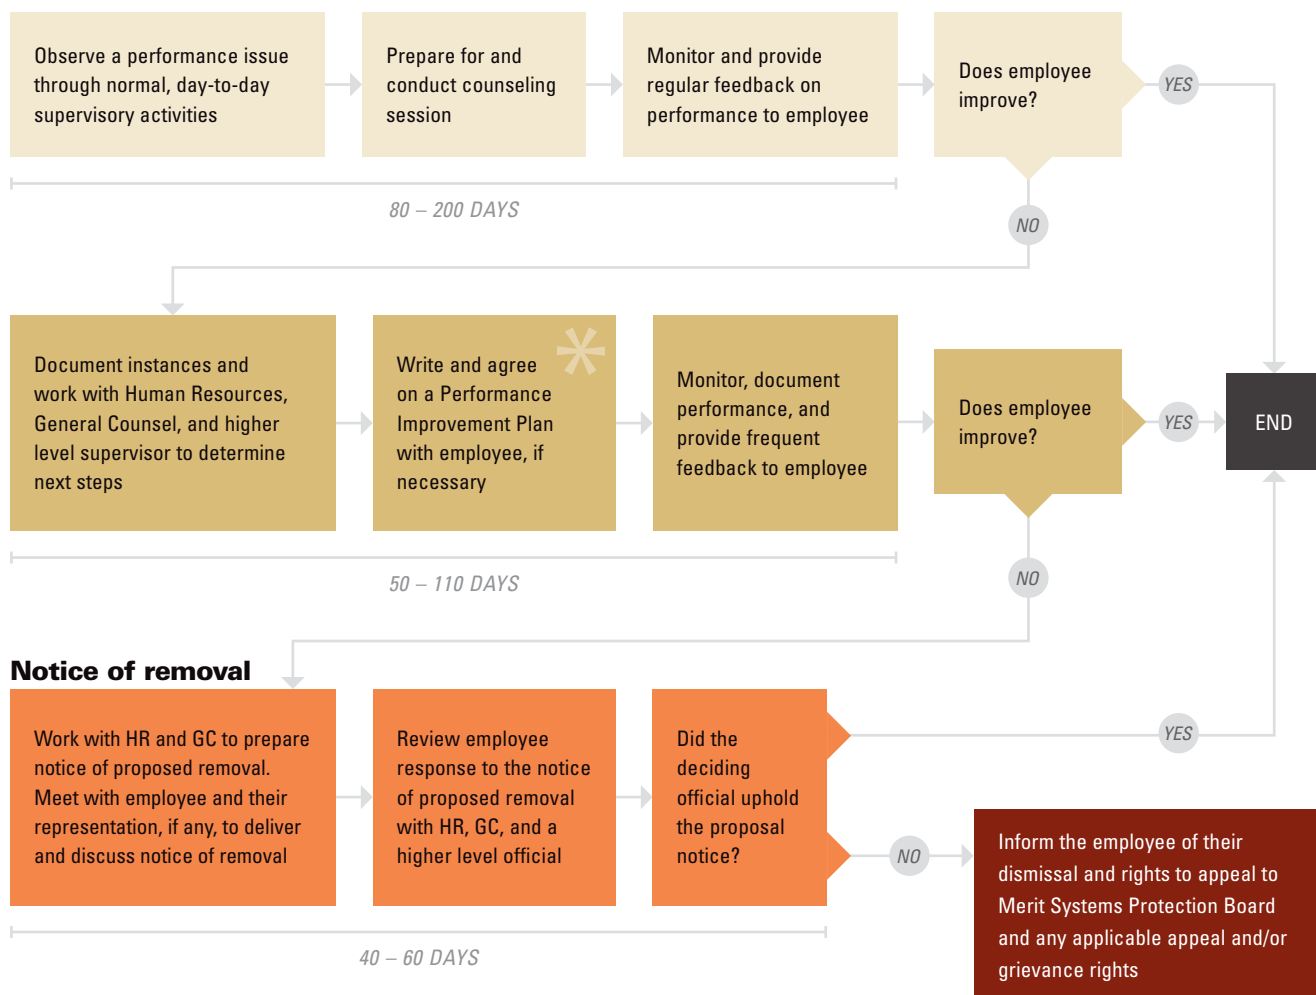 Observe a performance issue
through normal, day-to-day
supervisory activities
Prepare for and
conduct counseling
session
Monitor and provide
regular feedback on
performance to employee
Does employee
improve?
YES
80 – 200 DAYS
NO
Document instances and
work with Human Resources,
General Counsel, and higher
level supervisor to determine
next steps
Write and agree
on a Performance
Improvement Plan
with employee, if
necessary
*
Monitor, document
performance, and
provide frequent
feedback to employee
Does employee
improve?
YES
END
50 – 110 DAYS
NO
Notice of removal
Work with HR and GC to prepare
notice of proposed removal.
Meet with employee and their
representation, if any, to deliver
and discuss notice of removal
Review employee
response to the notice
of proposed removal
with HR, GC, and a
higher level official
Did the
deciding
official uphold
the proposal
notice?
YES
NO
Inform the employee of their
dismissal and rights to appeal to
Merit Systems Protection Board
and any applicable appeal and/or
grievance rights
40 – 60 DAYS